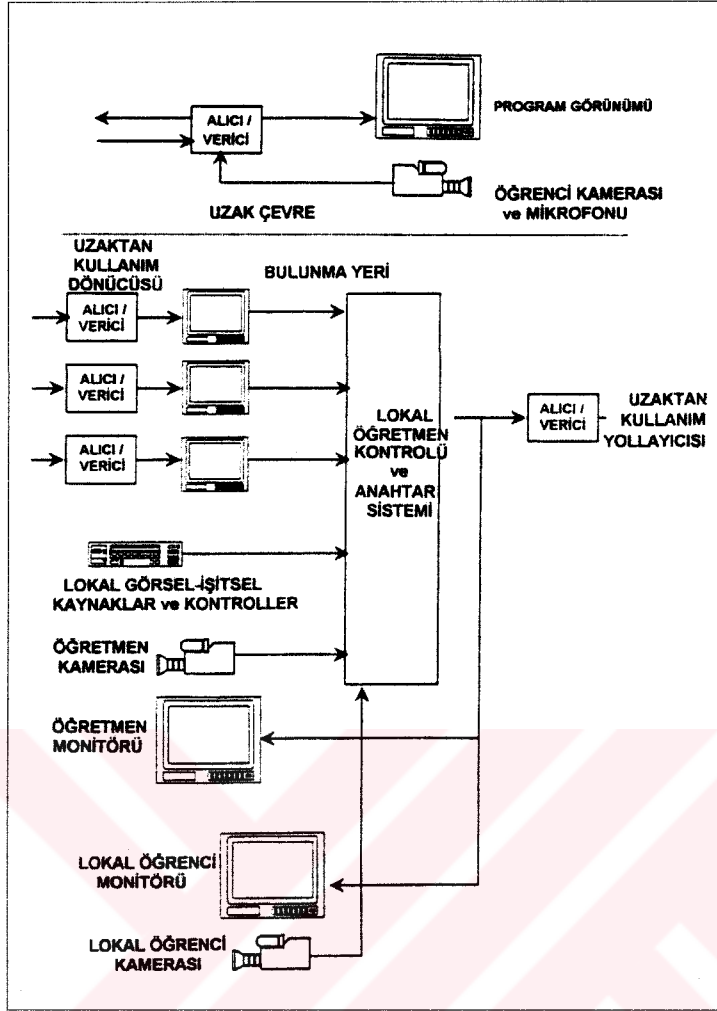 ALICI /
VERİCİ
PROGRAM GÖRÜNÜMÜ
ÖĞRENCİ KAMERASI
ve MİKROFONU
UZAK ÇEVRE
UZAKTAN
KULLANIM
DÖNÜCÜSÜ
BULUNMA YERİ
ALICI /
VERİCİ
ALICI /
VERİCİ
ALICI /
VERİCİ
LOKAL
ÖĞRETMEN
KONTROLÜ
ve
ANAHTAR
SİSTEMİ
ALICI /
VERİCİ
UZAKTAN
KULLANIM
YOLLAYICISI
LOKAL GÖRSEL-İŞİTSEL
KAYNAKLAR ve KONTROLLER
ÖĞRETMEN
KAMERASI
ÖĞRETMEN
MONİTÖRÜ
LOKAL ÖĞRENCİ
MONİTÖRÜ
LOKAL ÖĞRENCİ
KAMERASI